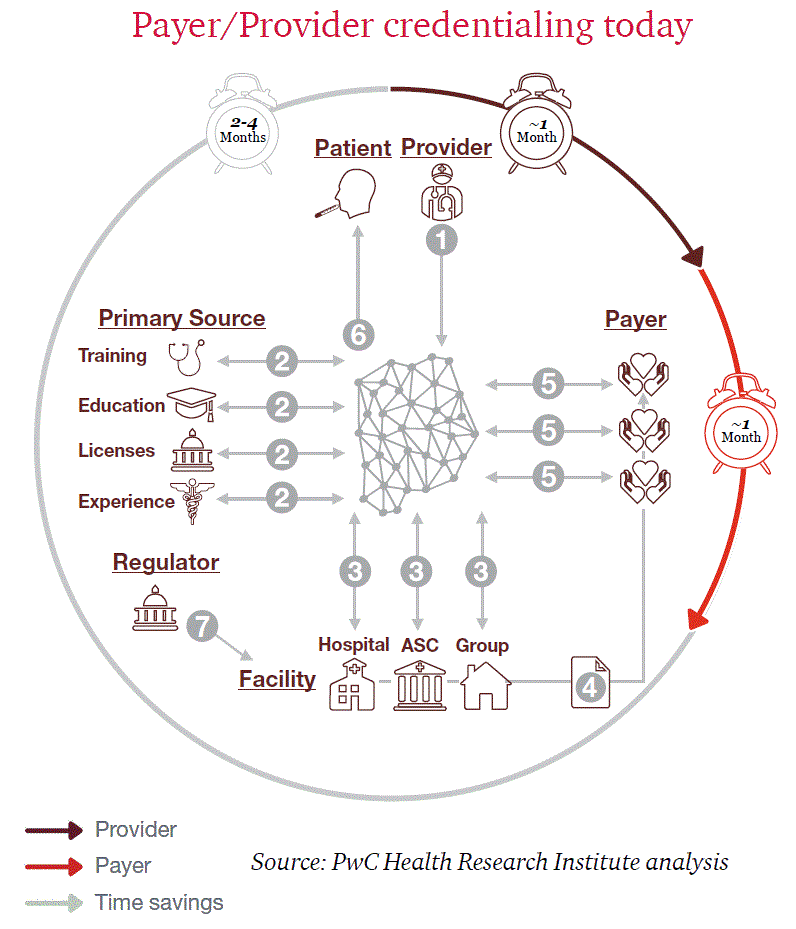 Payer/Provider credentialing today
2-4
Months
~1
Month
Patient
Provider
1
6
Primary Source
Training
2
Education
2
Licenses
2
Experience
2
Payer
5
5
5
~1
Month
Regulator
7
3
3
3
Hospital
ASC
Group
Facility
4
Provider
Payer
Time savings
Source: PwC Health Research Institute analysis